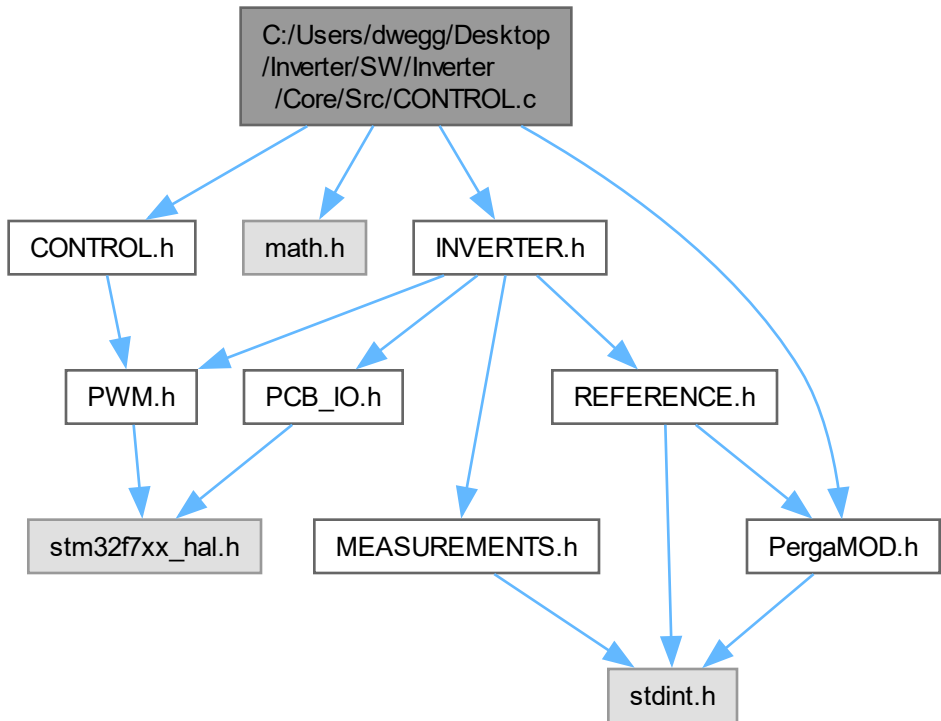 C:/Users/dwegg/Desktop
/Inverter/SW/Inverter
/Core/Src/CONTROL.c
CONTROL.h
math.h
INVERTER.h
PWM.h
PCB_IO.h
REFERENCE.h
stm32f7xx_hal.h
MEASUREMENTS.h
PergaMOD.h
stdint.h